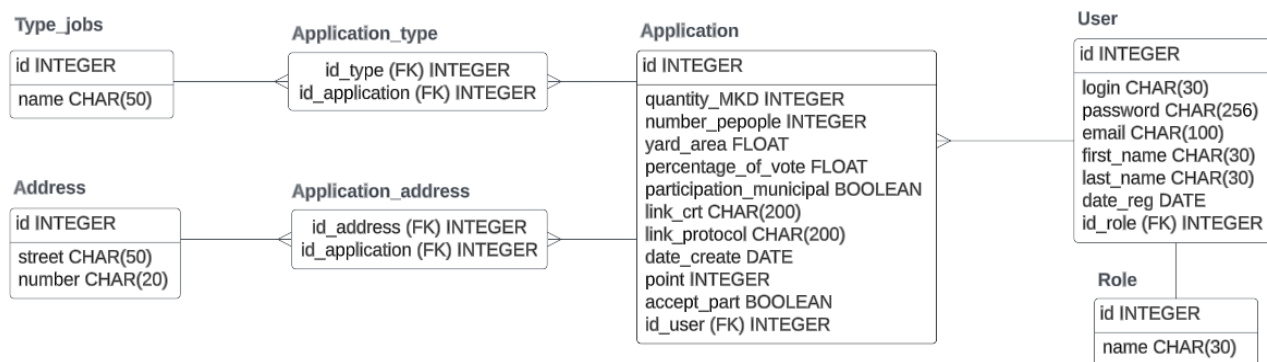 Type_jobs
id INTEGER
name CHAR(50)
Application_type
id_type (FK) INTEGER
id_application (FK) INTEGER
Address
id INTEGER
street CHAR(50)
number CHAR(20)
Application_address
id_address (FK) INTEGER
id_application (FK) INTEGER
Application
id INTEGER
quantity_MKD INTEGER
number_pepople INTEGER
yard_area FLOAT
percentage_of_vote FLOAT
participation_municipal BOOLEAN
link_crt CHAR(200)
link_protocol CHAR(200)
date_create DATE
point INTEGER
accept_part BOOLEAN
id_user (FK) INTEGER
User
id INTEGER
login CHAR(30)
password CHAR(256)
email CHAR(100)
first_name CHAR(30)
last_name CHAR(30)
date_reg DATE
id_role (FK) INTEGER
Role
id INTEGER
name CHAR(30)